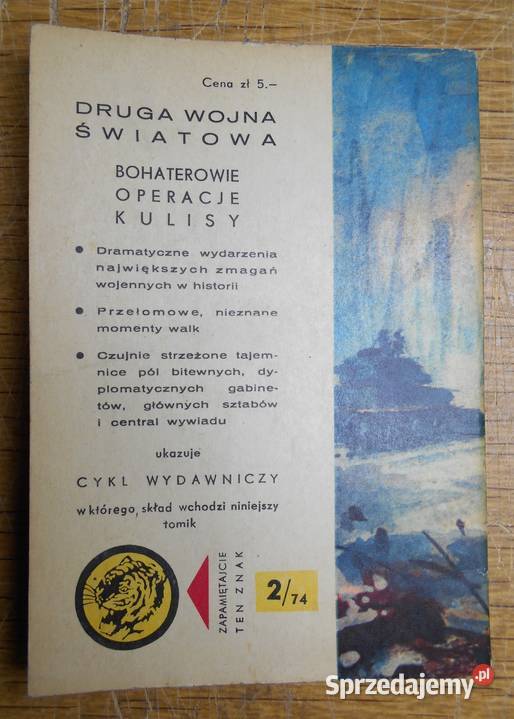 Cena zł 5.–
DRUGA WOJNA
ŚWIATOWA
BOHATEROWIE
OPERACJE
KULISY
● Dramatyczne wydarzenia
największych zmagań
wojennych w historii
● Przełomowe, nieznane
momenty walk
● Czujnie strzeżone tajem-
nice pól bitewnych, dy-
plomatycznych gabine-
tów, głównych sztabów
i central wywiadu
ukazuje
CYKL WYDAWNICZY
w którego, skład wchodzi niniejszy
tomik
ZAPAMIĘTAJCIE
TEN ZNAK
2/74
Sprzedajemy.pl